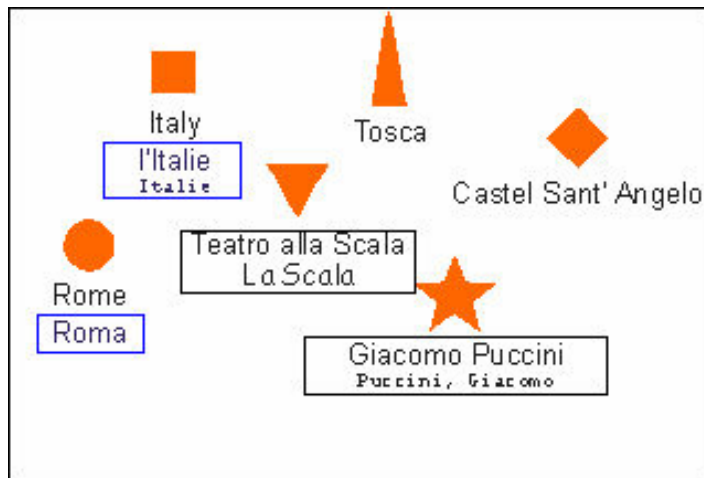 Italy
l'Italie
Italie
Tosca
Castel Sant' Angelo
Teatro alla Scala
La Scala
Rome
Roma
Giacomo Puccini
Puccini, Giacomo